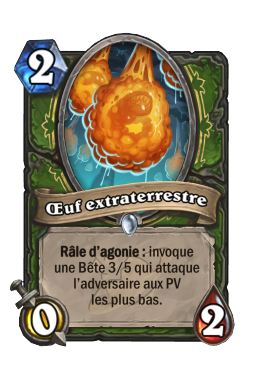 2
Œuf extraterrestre
Râle d'agonie : invoque
une Bête 3/5 qui attaque
l'adversaire aux PV
les plus bas.
0
2